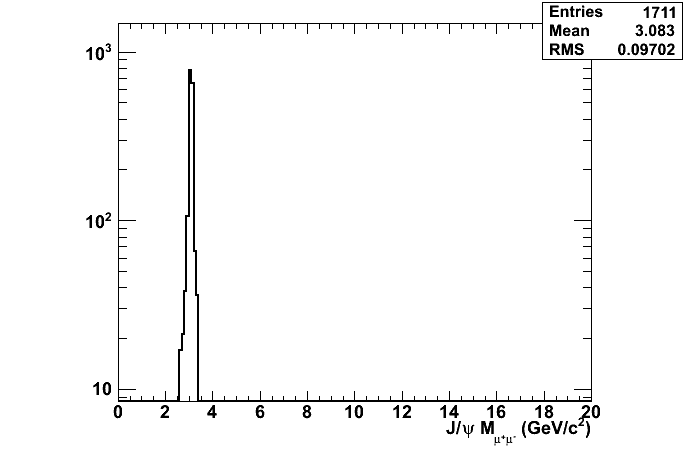 Entries 1711
Mean 3.083
RMS 0.09702
10³
10²
10
0 2 4 6 8 10 12 14 16 18 20
J/ψ M_μ⁺μ⁻ (GeV/c²)